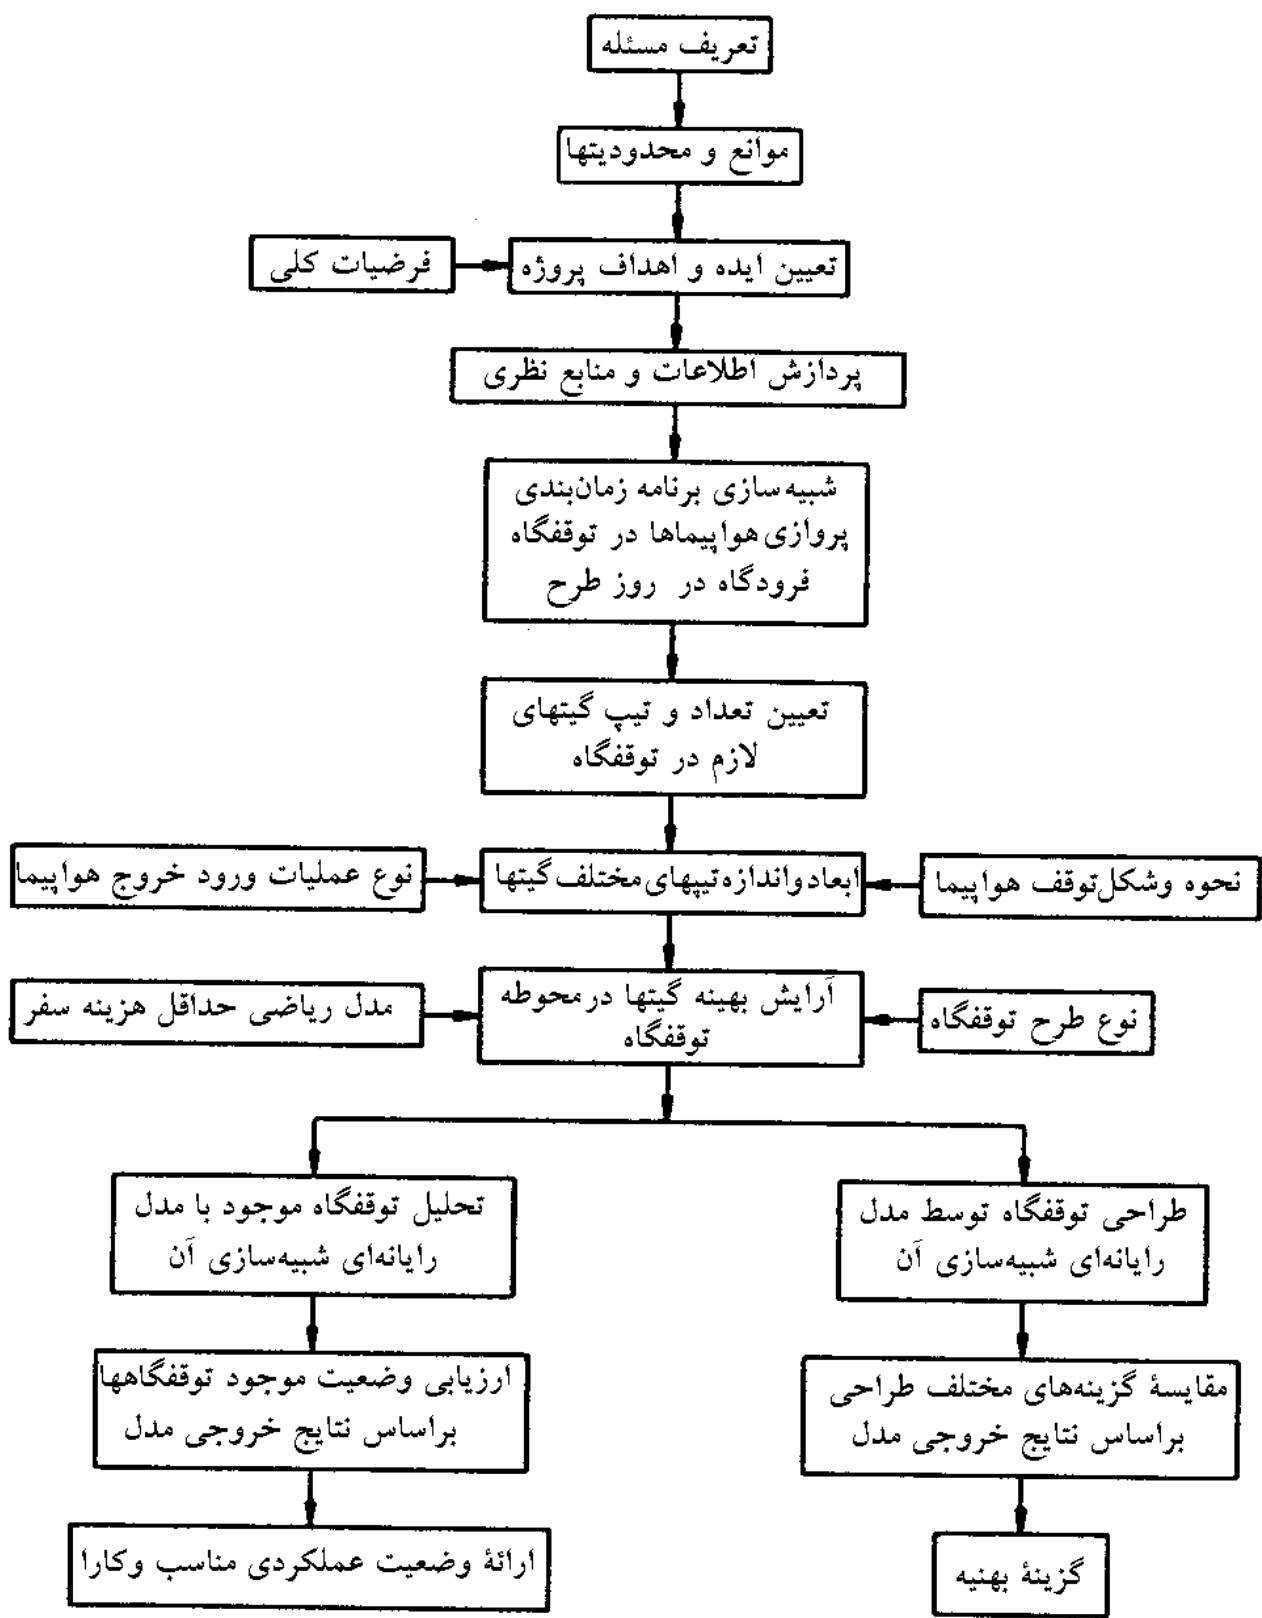 تعریف مسئله
موانع و محدودیتها
تعیین ایده و اهداف پروژه
فرضیات کلی
پردازش اطلاعات و منابع نظری
شبیه سازی برنامه زمان‌بندی
پروازی هواپیماها در توقفگاه
فرودگاه در روز طرح
تعیین تعداد و تیپ گیتهای
لازم در توقفگاه
نحوه وشکل توقف هواپیما
ابعاد واندازه تیپهای مختلف گیتها
نوع عملیات ورود خروج هواپیما
نوع طرح توقفگاه
آرایش بهینه گیتها در محوطه
توقفگاه
مدل ریاضی حداقل هزینه سفر
طراحی توقفگاه توسط مدل
رایانه‌ای شبیه‌سازی آن
تحلیل توقفگاه موجود با مدل
رایانه‌ای شبیه‌سازی آن
مقایسهٔ گزینه‌های مختلف طراحی
براساس نتایج خروجی مدل
ارزیابی وضعیت موجود توقفگاهها
براساس نتایج خروجی مدل
گزینهٔ بهنیه
ارائهٔ وضعیت عملکردی مناسب وکارا